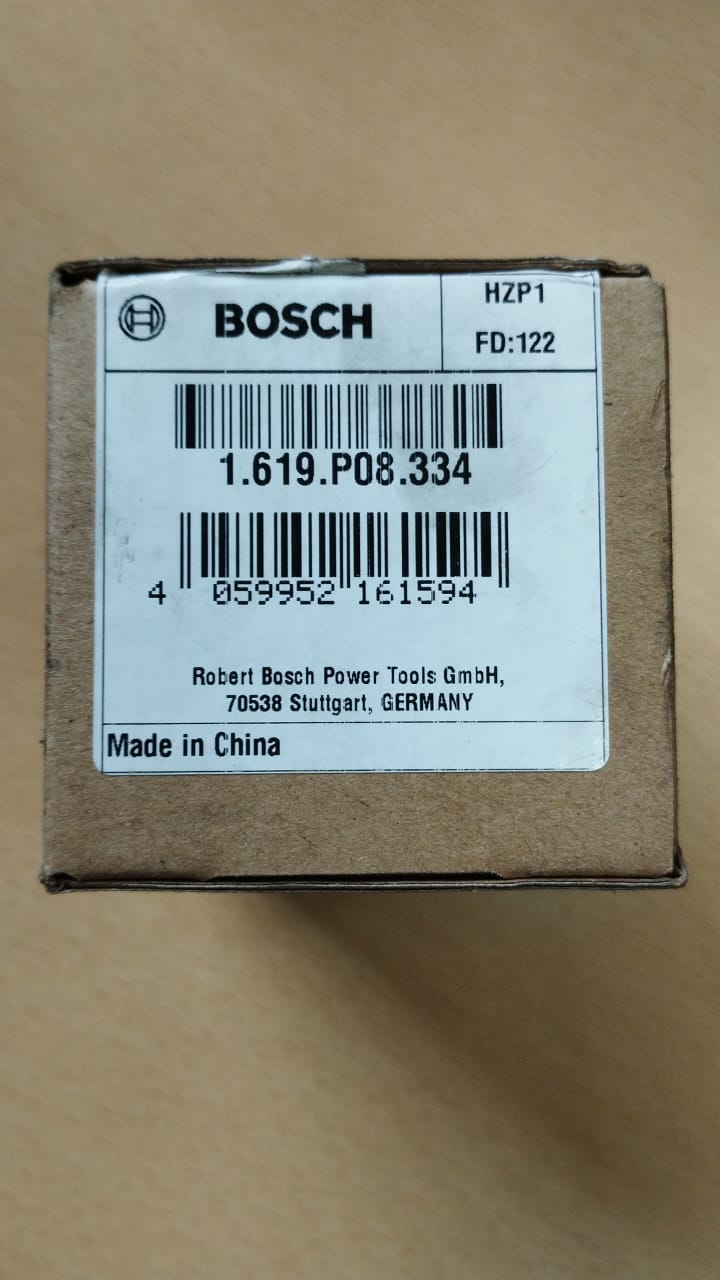 BOSCH
HZP1
FD:122
1.619.P08.334
4 059952 161594
Robert Bosch Power Tools GmbH,
70538 Stuttgart, GERMANY
Made in China